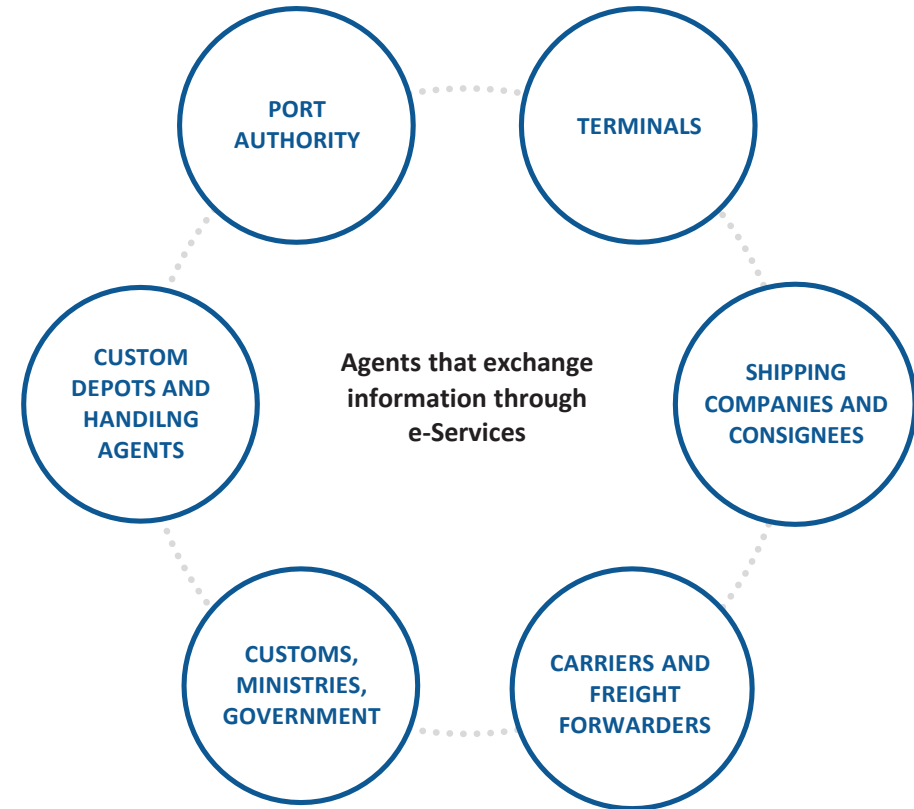 PORT
AUTHORITY
TERMINALS
CUSTOM
DEPOTS AND
HANDILNG
AGENTS
Agents that exchange
information through
e-Services
SHIPPING
COMPANIES AND
CONSIGNEES
CUSTOMS,
MINISTRIES,
GOVERNMENT
CARRIERS AND
FREIGHT
FORWARDERS